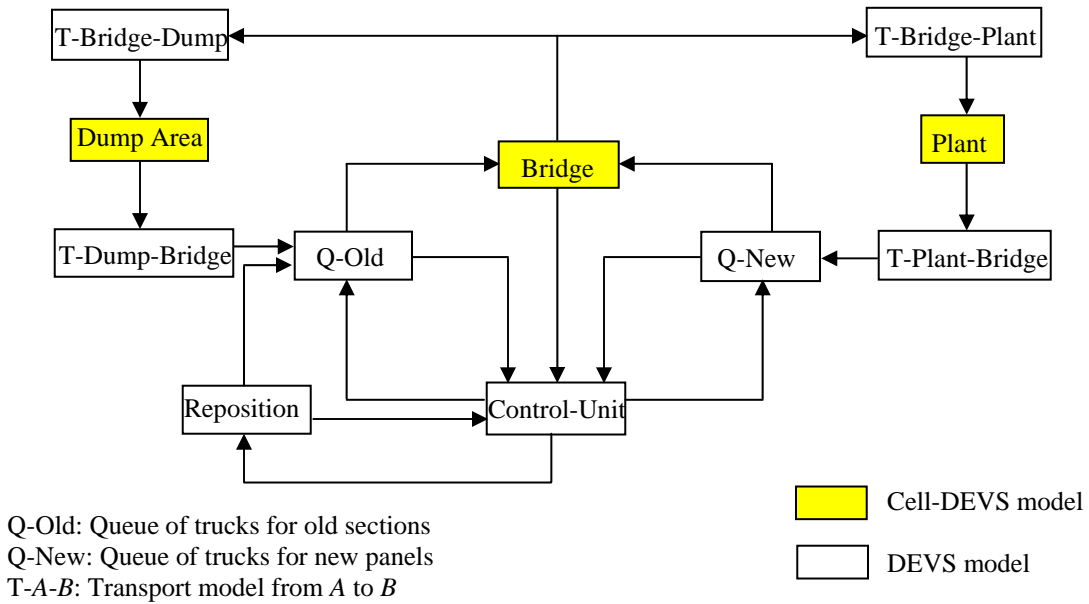 T-Bridge-Dump
T-Bridge-Plant
Dump Area
Bridge
Plant
T-Dump-Bridge
Q-Old
Q-New
T-Plant-Bridge
Reposition
Control-Unit
Cell-DEVS model
DEVS model
Q-Old: Queue of trucks for old sections
Q-New: Queue of trucks for new panels
T-A-B: Transport model from A to B